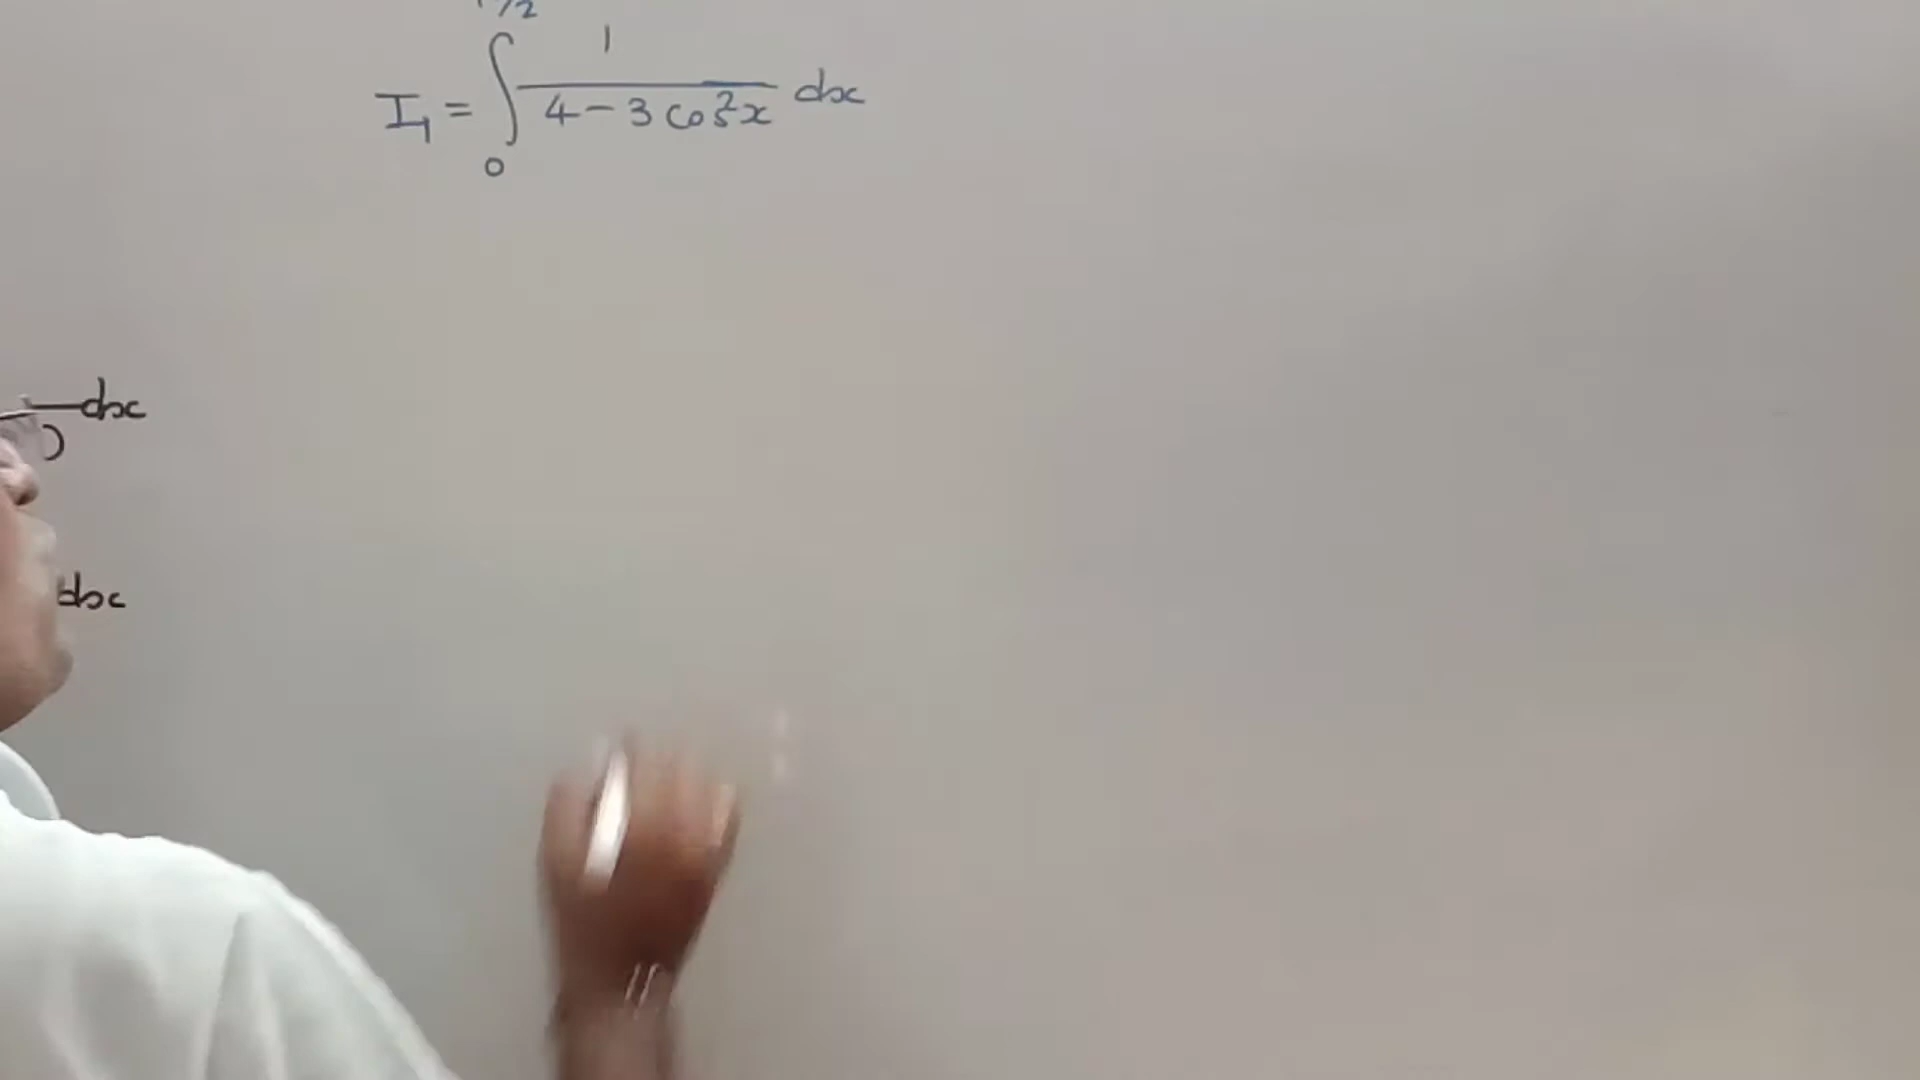 I₁ = ∫₀^π/2 1/(4 - 3 cos²x) dx
) dx
dx